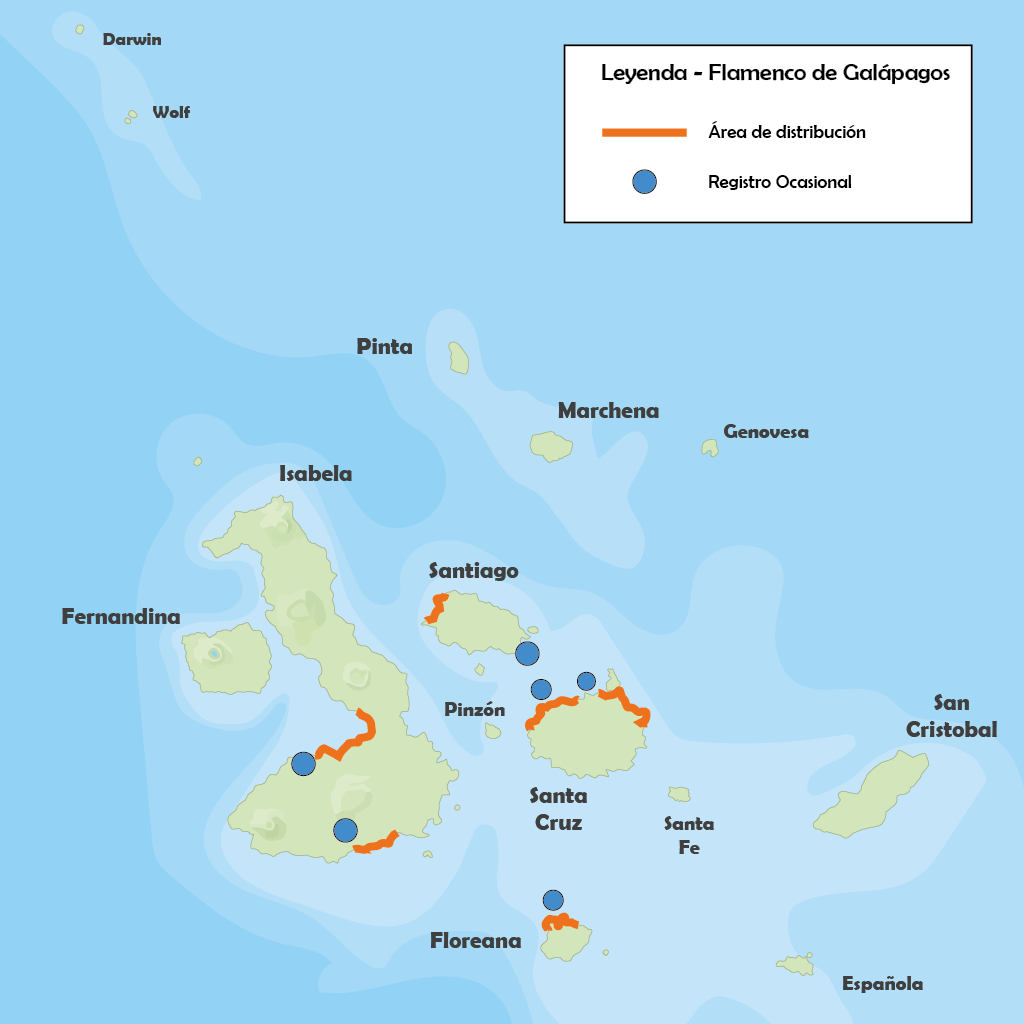 Darwin
Wolf
Leyenda - Flamenco de Galápagos
Área de distribución
Registro Ocasional
Pinta
Marchena
Genovesa
Isabela
Santiago
Fernandina
Pinzón
San
Cristobal
Santa
Cruz
Santa
Fe
Floreana
Española